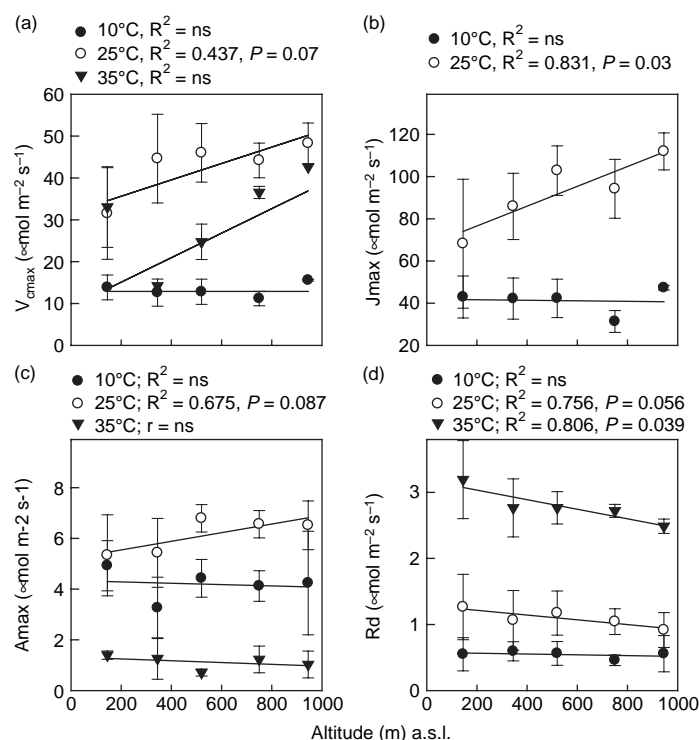 (a)
● 10°C, R² = ns
○ 25°C, R² = 0.437, P = 0.07
▼ 35°C, R² = ns
60
50
40
30
20
10
0
V_cmax (∝mol m⁻² s⁻¹)
(b)
● 10°C, R² = ns
○ 25°C, R² = 0.831, P = 0.03
120
100
80
60
40
20
Jmax (∝mol m⁻² s⁻¹)
(c)
● 10°C; R² = ns
○ 25°C; R² = 0.675, P = 0.087
▼ 35°C; r = ns
8
6
4
2
0
Amax (∝mol m-2 s-1)
0 200 400 600 800 1000
(d)
● 10°C; R² = ns
○ 25°C; R² = 0.756, P = 0.056
▼ 35°C; R² = 0.806, P = 0.039
3
2
1
0
Rd (∝mol m⁻² s⁻¹)
0 200 400 600 800 1000
Altitude (m) a.s.l.